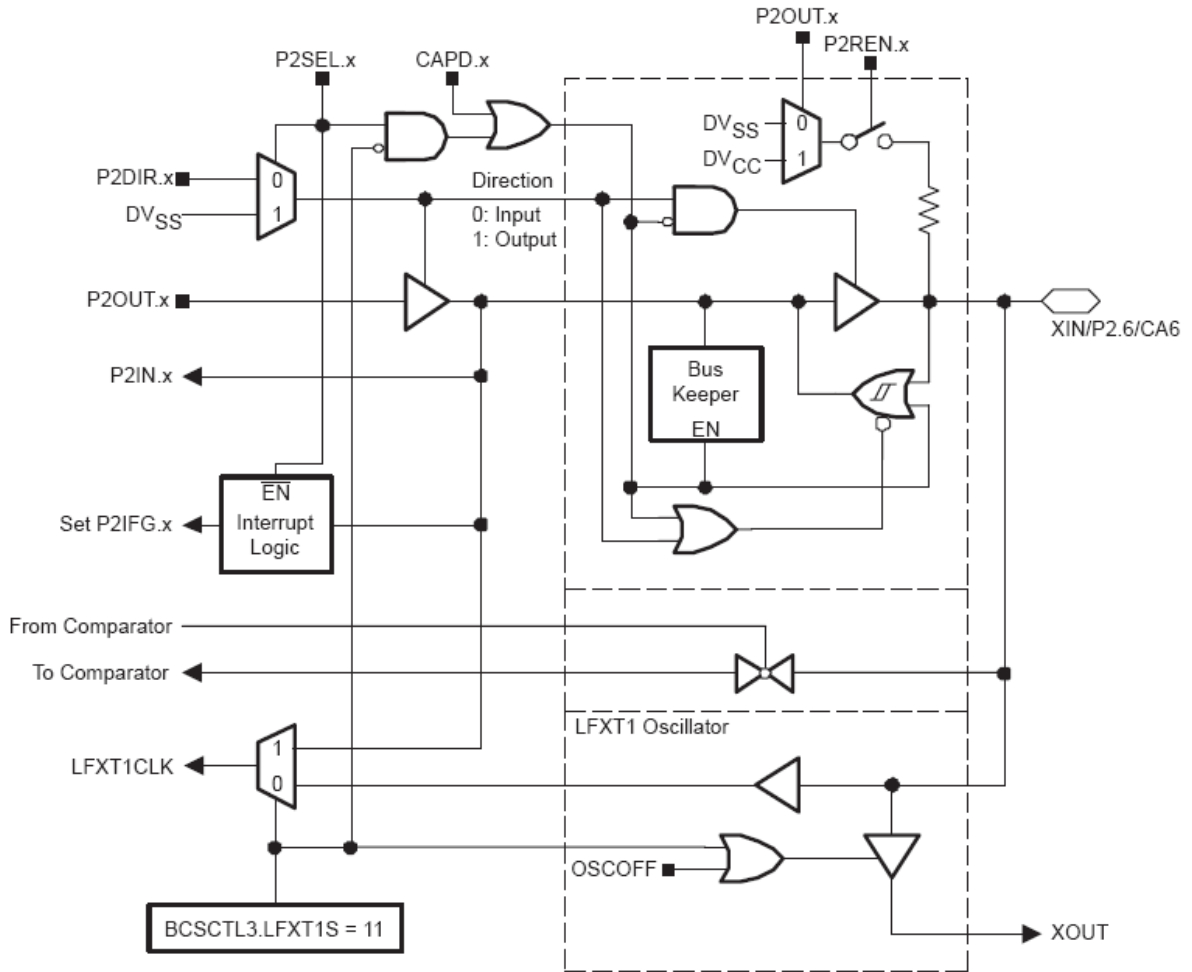 P2OUT.x
P2REN.x
P2SEL.x
CAPD.x
DVSS
0
DVCC
1
P2DIR.x
0
DVSS
1
Direction
0: Input
1: Output
P2OUT.x
XIN/P2.6/CA6
P2IN.x
Bus
Keeper
EN
EN
Set P2IFG.x
Interrupt
Logic
From Comparator
To Comparator
LFXT1 Oscillator
1
LFXT1CLK
0
OSCOFF
BCSCTL3.LFXT1S = 11
XOUT